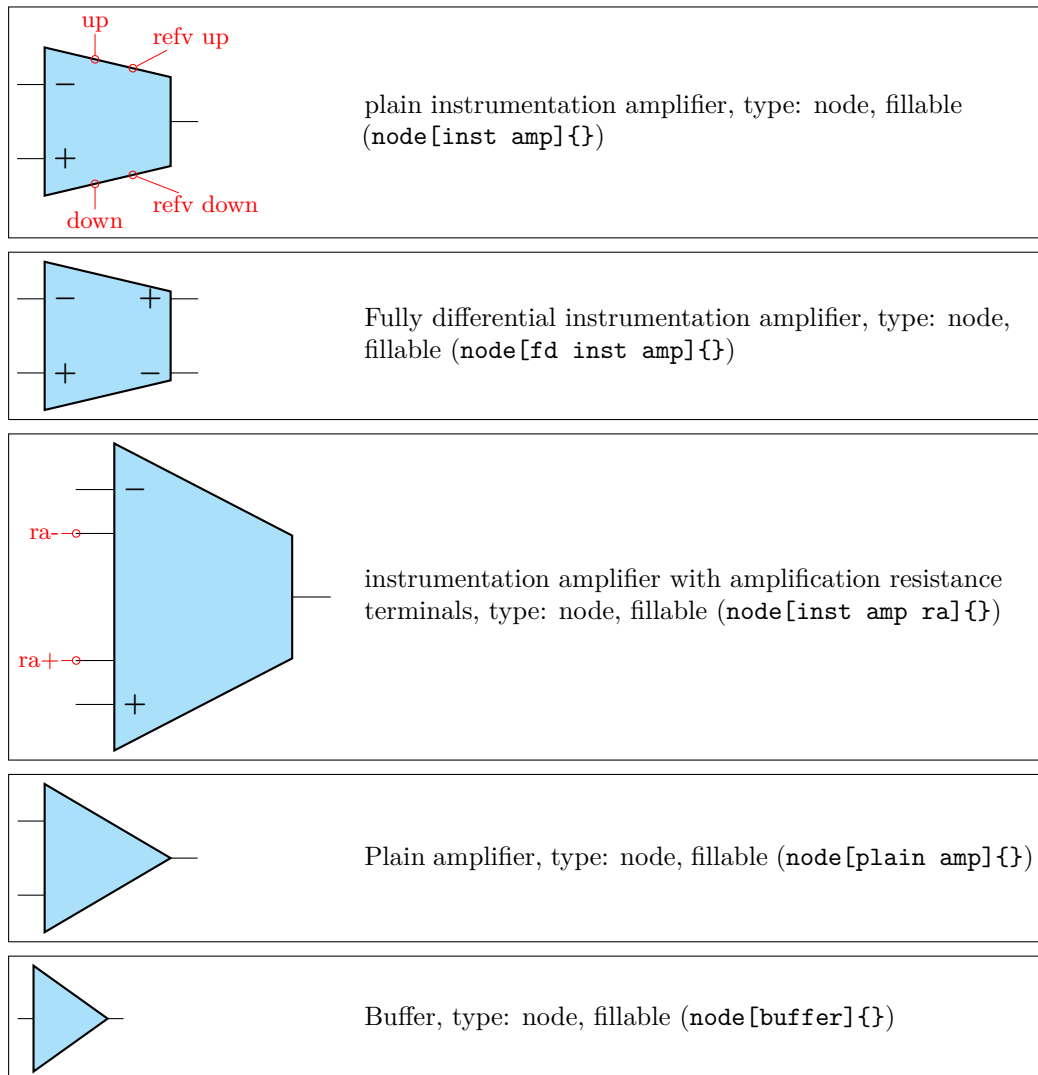 up
refv up
−
+
refv down
down
plain instrumentation amplifier, type: node, fillable
(node[inst amp]{})
− +
+ −
Fully differential instrumentation amplifier, type: node,
fillable (node[fd inst amp]{})
−
ra-
ra+
+
instrumentation amplifier with amplification resistance
terminals, type: node, fillable (node[inst amp ra]{})
Plain amplifier, type: node, fillable (node[plain amp]{})
Buffer, type: node, fillable (node[buffer]{})